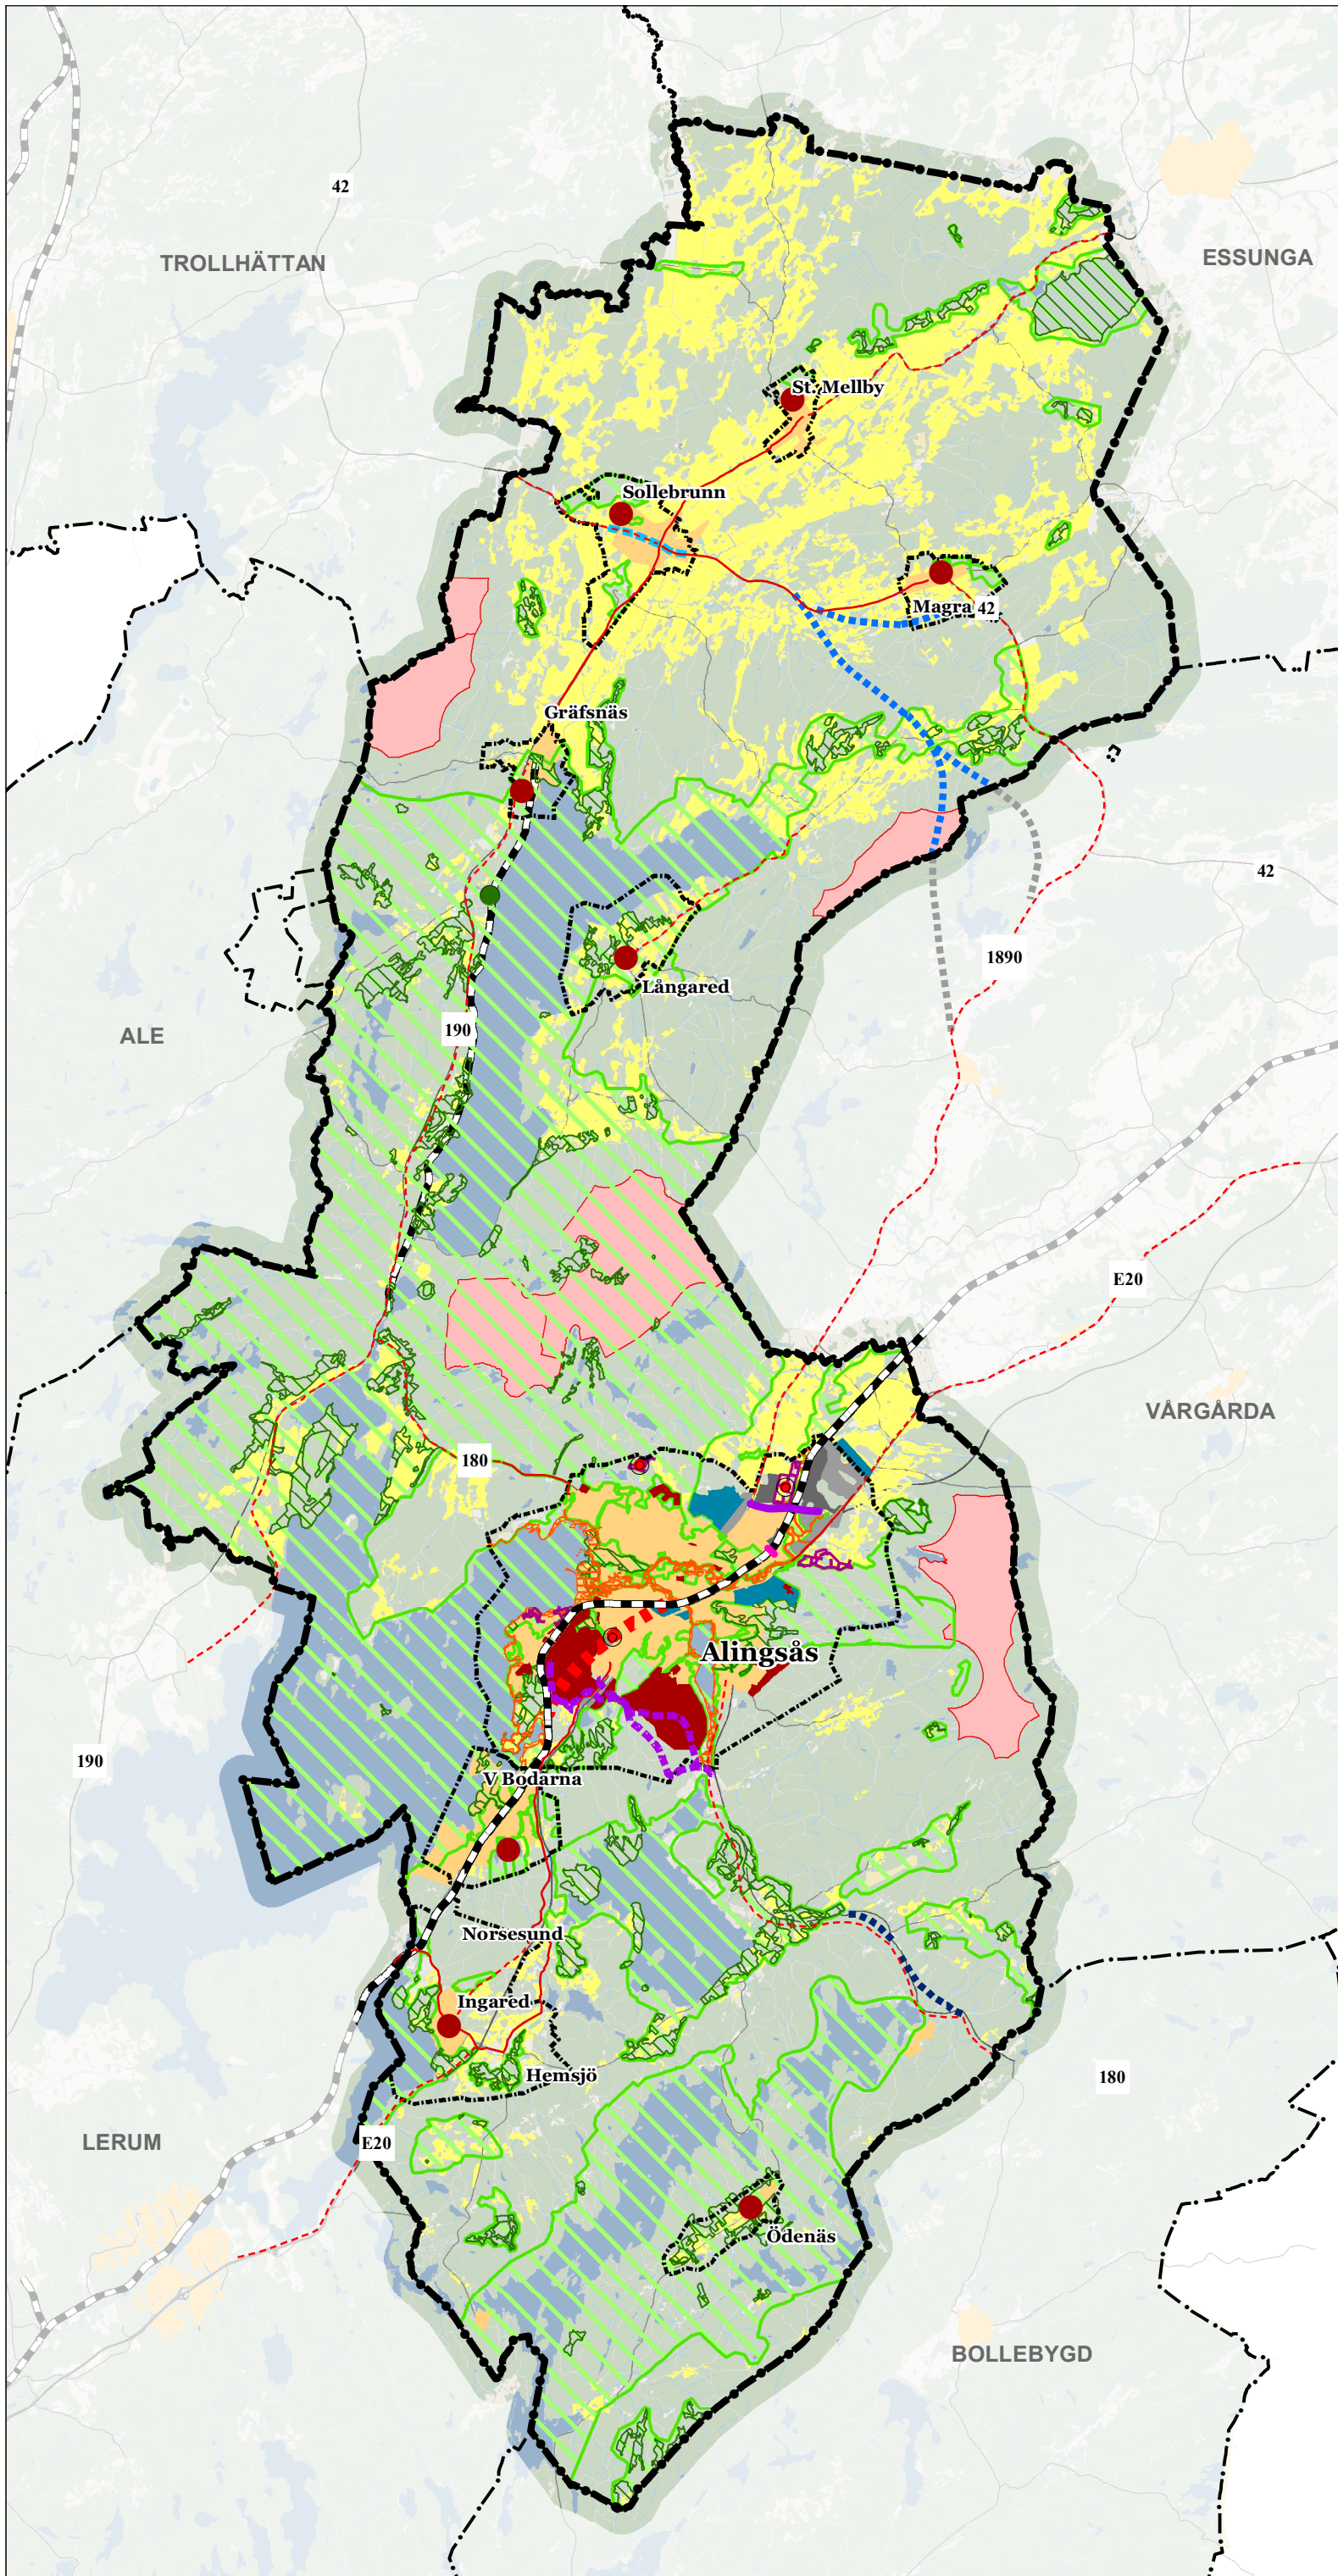 42
TROLLHÄTTAN
ESSUNGA
St. Mellby
Sollebrunn
Magra
42
Gräfsnäs
42
1890
Långared
190
ALE
E20
VÅRGÅRDA
180
Alingsås
190
V Bodarna
Norsesund
Ingared
Hemsjö
180
LERUM
E20
Ödenäs
BOLLEBYGD